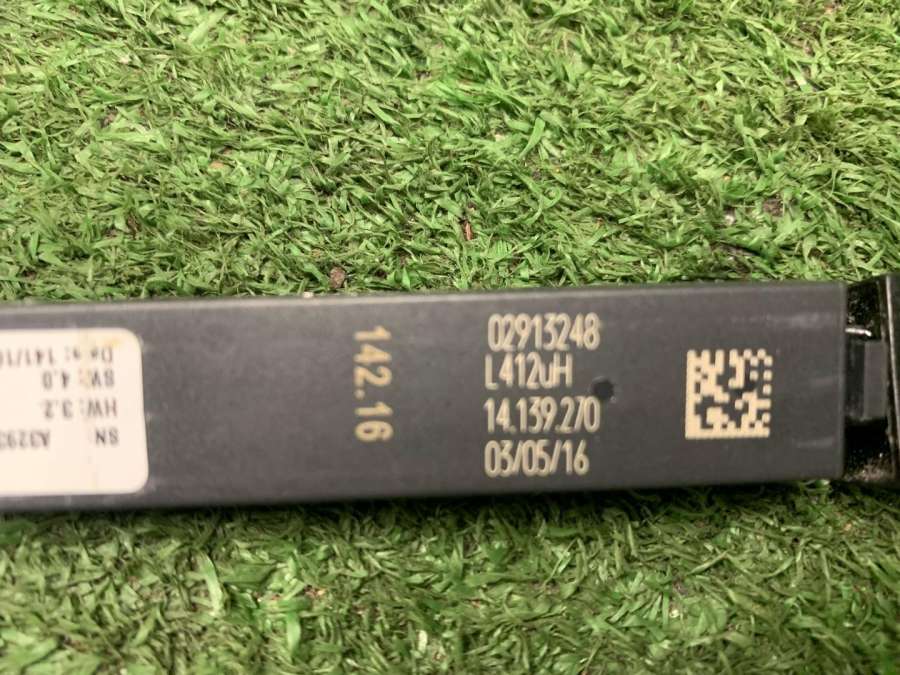 142.16
02913248
L412uH
14.139.270
03/05/16
SN
HW: 3.2
SW: 4.0